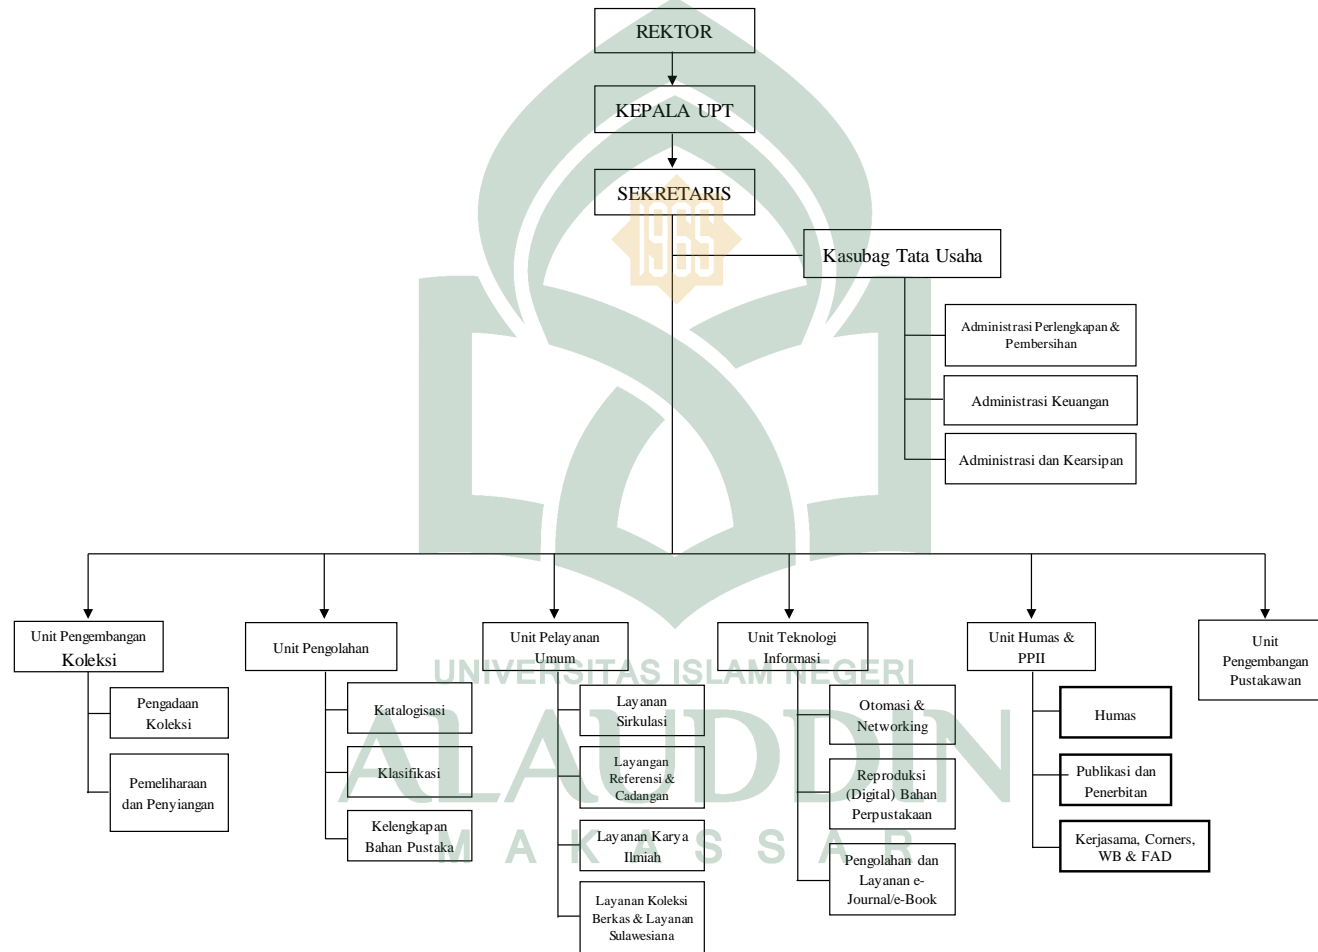 REKTOR
KEPALA UPT
SEKRETARIS
1965
Kasubag Tata Usaha
Administrasi Perlengkapan &
Pembersihan
Administrasi Keuangan
Administrasi dan Kearsipan
Unit Pengembangan
Koleksi
Pengadaan
Koleksi
Pemeliharaan
dan Penyiangan
Unit Pengolahan
Katalogisasi
Klasifikasi
Kelengkapan
Bahan Pustaka
Unit Pelayanan
Umum
Layanan
Sirkulasi
Layangan
Referensi &
Cadangan
Layanan Karya
Ilmiah
Layanan Koleksi
Berkas & Layanan
Sulawesiana
Unit Teknologi
Informasi
Otomasi &
Networking
Reproduksi
(Digital) Bahan
Perpustakaan
Pengolahan dan
Layanan e-
Journal/e-Book
Unit Humas &
PPII
Humas
Publikasi dan
Penerbitan
Kerjasama, Corners,
WB & FAD
Unit
Pengembangan
Pustakawan
UNIVERSITAS ISLAM NEGERI
ALAUDDIN
MAKASSAR